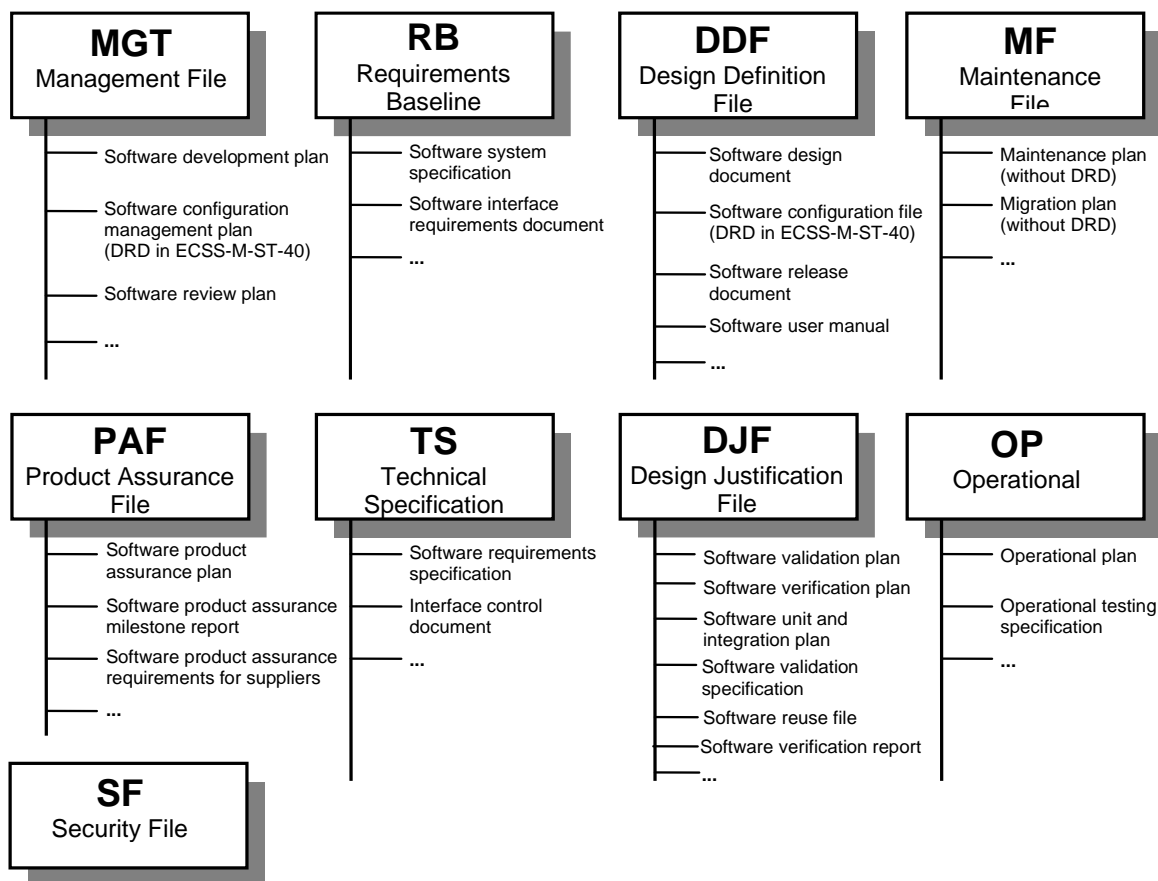 MGT
Management File
Software development plan
Software configuration
management plan
(DRD in ECSS-M-ST-40)
Software review plan
...
RB
Requirements
Baseline
Software system
specification
Software interface
requirements document
...
DDF
Design Definition
File
Software design
document
Software configuration file
(DRD in ECSS-M-ST-40)
Software release
document
Software user manual
...
MF
Maintenance
File
Maintenance plan
(without DRD)
Migration plan
(without DRD)
...
PAF
Product Assurance
File
Software product
assurance plan
Software product assurance
milestone report
Software product assurance
requirements for suppliers
...
TS
Technical
Specification
Software requirements
specification
Interface control
document
...
DJF
Design Justification
File
Software validation plan
Software verification plan
Software unit and
integration plan
Software validation
specification
Software reuse file
Software verification report
...
OP
Operational
Operational plan
Operational testing
specification
...
SF
Security File